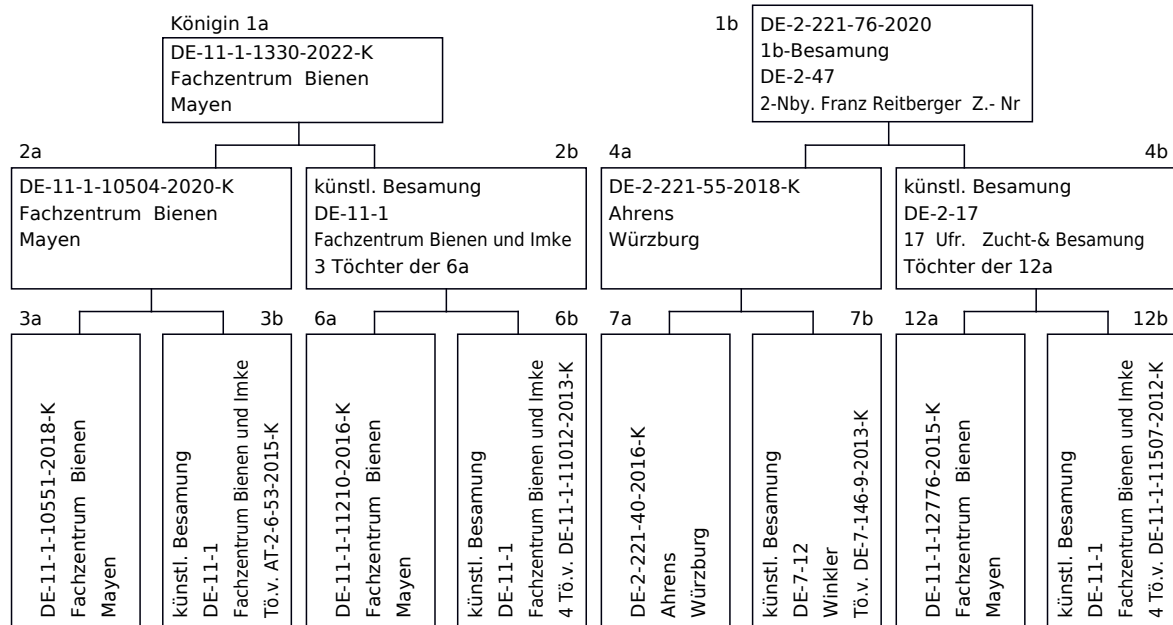 Königin 1a
DE-11-1-1330-2022-K
Fachzentrum Bienen
Mayen
1b
DE-2-221-76-2020
1b-Besamung
DE-2-47
2-Nby. Franz Reitberger Z.- Nr
2a
DE-11-1-10504-2020-K
Fachzentrum Bienen
Mayen
2b
künstl. Besamung
DE-11-1
Fachzentrum Bienen und Imke
3 Töchter der 6a
4a
DE-2-221-55-2018-K
Ahrens
Würzburg
4b
künstl. Besamung
DE-2-17
17 Ufr. Zucht-& Besamung
Töchter der 12a
3a
DE-11-1-10551-2018-K
Fachzentrum Bienen
Mayen
3b
künstl. Besamung
DE-11-1
Fachzentrum Bienen und Imke
Tö.v. AT-2-6-53-2015-K
6a
DE-11-1-11210-2016-K
Fachzentrum Bienen
Mayen
6b
künstl. Besamung
DE-11-1
Fachzentrum Bienen und Imke
4 Tö.v. DE-11-1-11012-2013-K
7a
DE-2-221-40-2016-K
Ahrens
Würzburg
7b
künstl. Besamung
DE-7-12
Winkler
Tö.v. DE-7-146-9-2013-K
12a
DE-11-1-12776-2015-K
Fachzentrum Bienen
Mayen
12b
künstl. Besamung
DE-11-1
Fachzentrum Bienen und Imke
4 Tö.v. DE-11-1-11507-2012-K